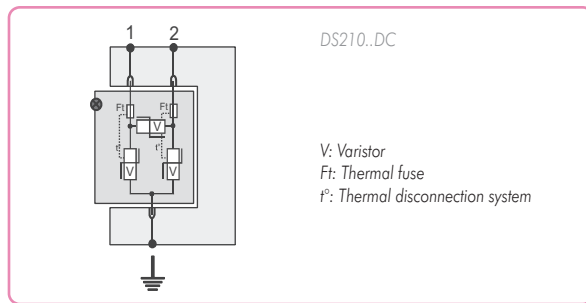 1 2
DS210..DC
Ft Ft
V
t° t°
V V
V: Varistor
Ft: Thermal fuse
t°: Thermal disconnection system